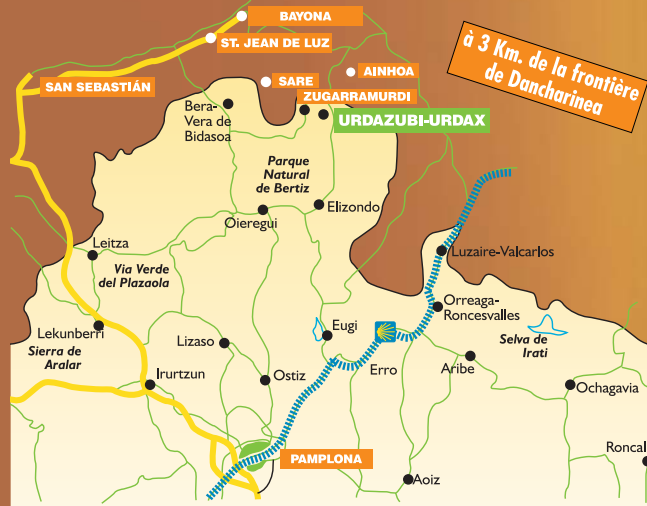 BAYONA
ST. JEAN DE LUZ
à 3 Km. de la frontière
de Dancharinea
SAN SEBASTIÁN
SARE
AINHOA
ZUGARRAMURDI
Bera-
Vera de
Bidasoa
URDAZUBI-URDAX
Parque
Natural
de Bertiz
Elizondo
Oieregui
Leitza
Luzaire-Valcarlos
Via Verde
del Plazaola
Orreaga-
Roncesvalles
Lekunberri
Eugi
Selva de
Irati
Lizaso
Sierra de
Aralar
Erro
Aribe
Irurtzun
Ostiz
Ochagavia
Roncal
PAMPLONA
Aoiz